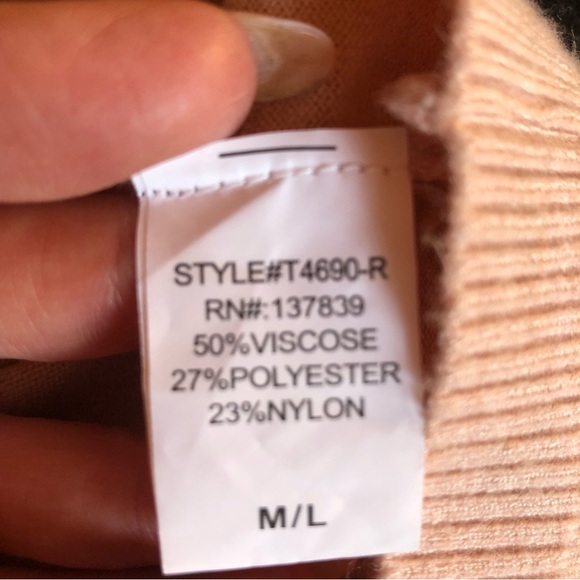 STYLE#T4690-R
RN#:137839
50%VISCOSE
27%POLYESTER
23%NYLON
M/L